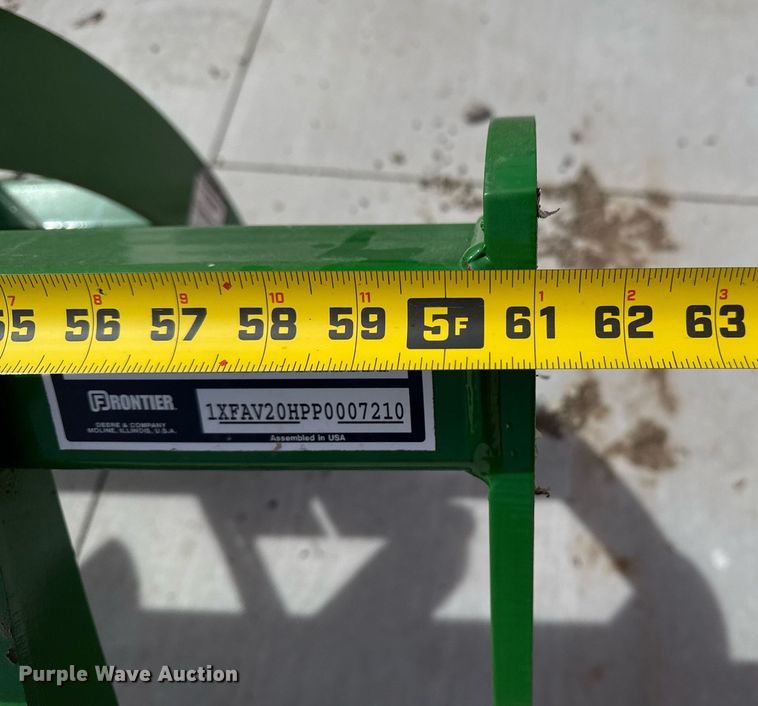 7 8 9 10 11 1 2 3
55 56 57 58 59 5F 61 62 63
FRONTIER
1XFAV20HPP0007210
DEERE & COMPANY
MOLINE, ILLINOIS, U.S.A.
Assembled in USA
Purple Wave Auction